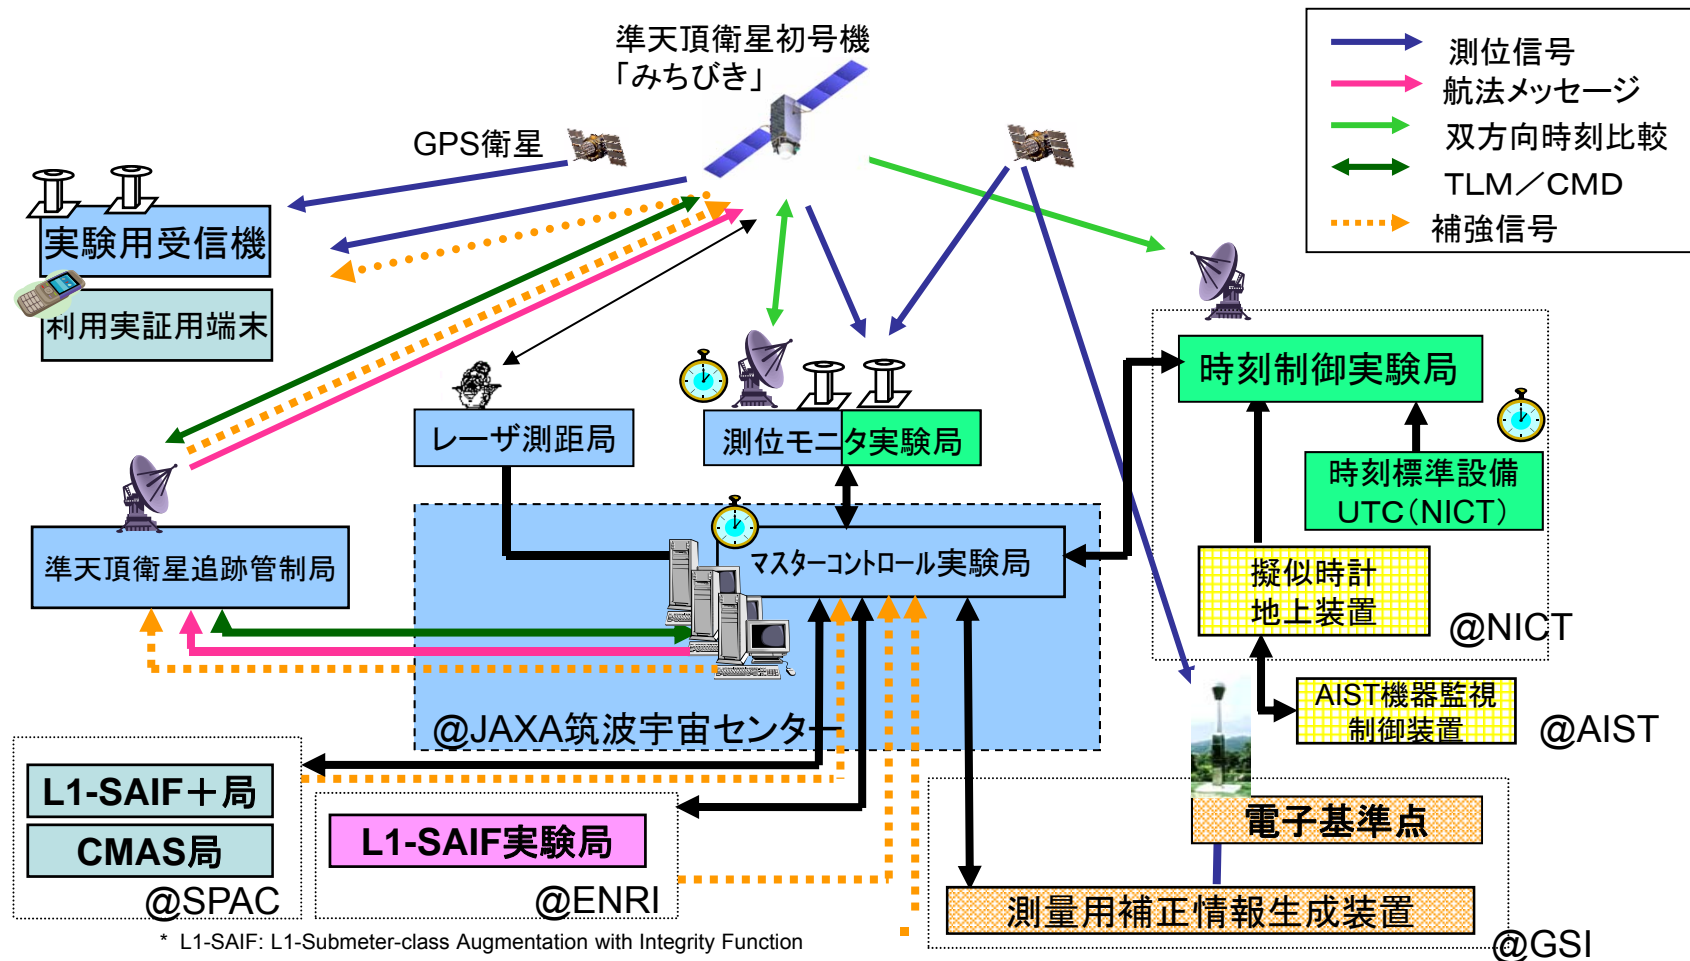 準天頂衛星初号機
「みちびき」
GPS衛星
測位信号
航法メッセージ
双方向時刻比較
TLM／CMD
補強信号
実験用受信機
利用実証用端末
レーザ測距局
測位モニタ実験局
時刻制御実験局
時刻標準設備
UTC（NICT）
準天頂衛星追跡管制局
マスターコントロール実験局
擬似時計
地上装置
@NICT
AIST機器監視
制御装置
@AIST
@JAXA筑波宇宙センター
L1-SAIF＋局
CMAS局
@SPAC
L1-SAIF実験局
@ENRI
電子基準点
測量用補正情報生成装置
@GSI
* L1-SAIF: L1-Submeter-class Augmentation with Integrity Function